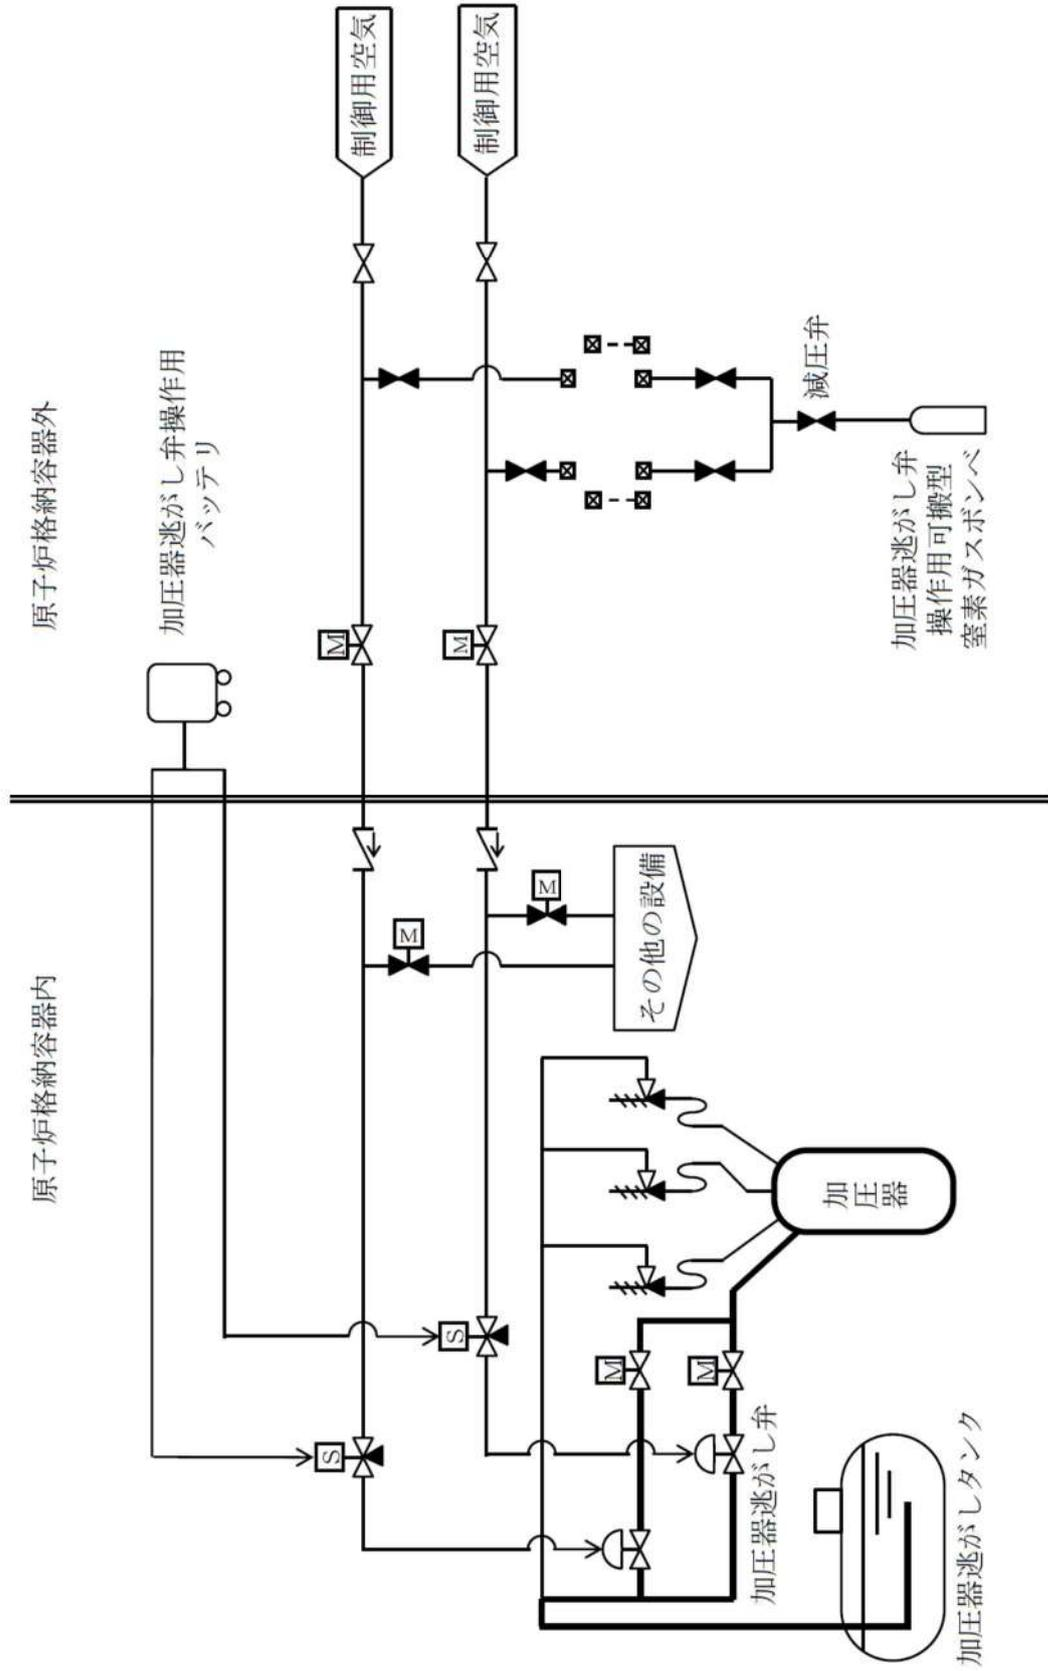 原子炉格納容器内
原子炉格納容器外
加圧器逃がし弁操作用
バッテリ
制御用空気
制御用空気
M
M
M
M
S
S
その他の設備
M
M
加圧器
加圧器逃がし弁
加圧器逃がしタンク
減圧弁
加圧器逃がし弁
操作用可搬型
窒素ガスボンベ